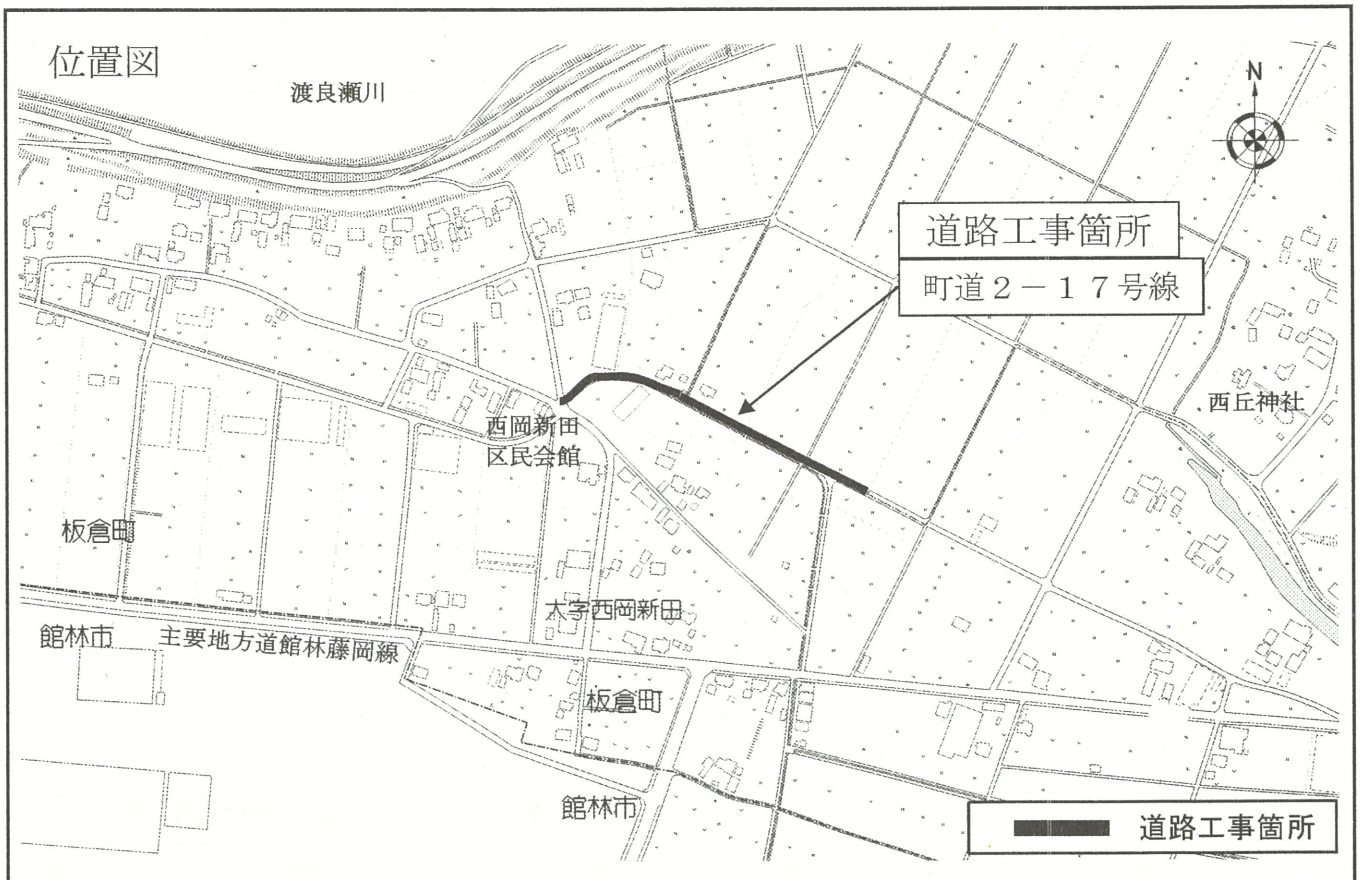 位置図
渡良瀬川
N
道路工事箇所
町道2－17号線
西丘神社
西岡新田
区民会館
板倉町
大字西岡新田
館林市
主要地方道館林藤岡線
板倉町
館林市
道路工事箇所